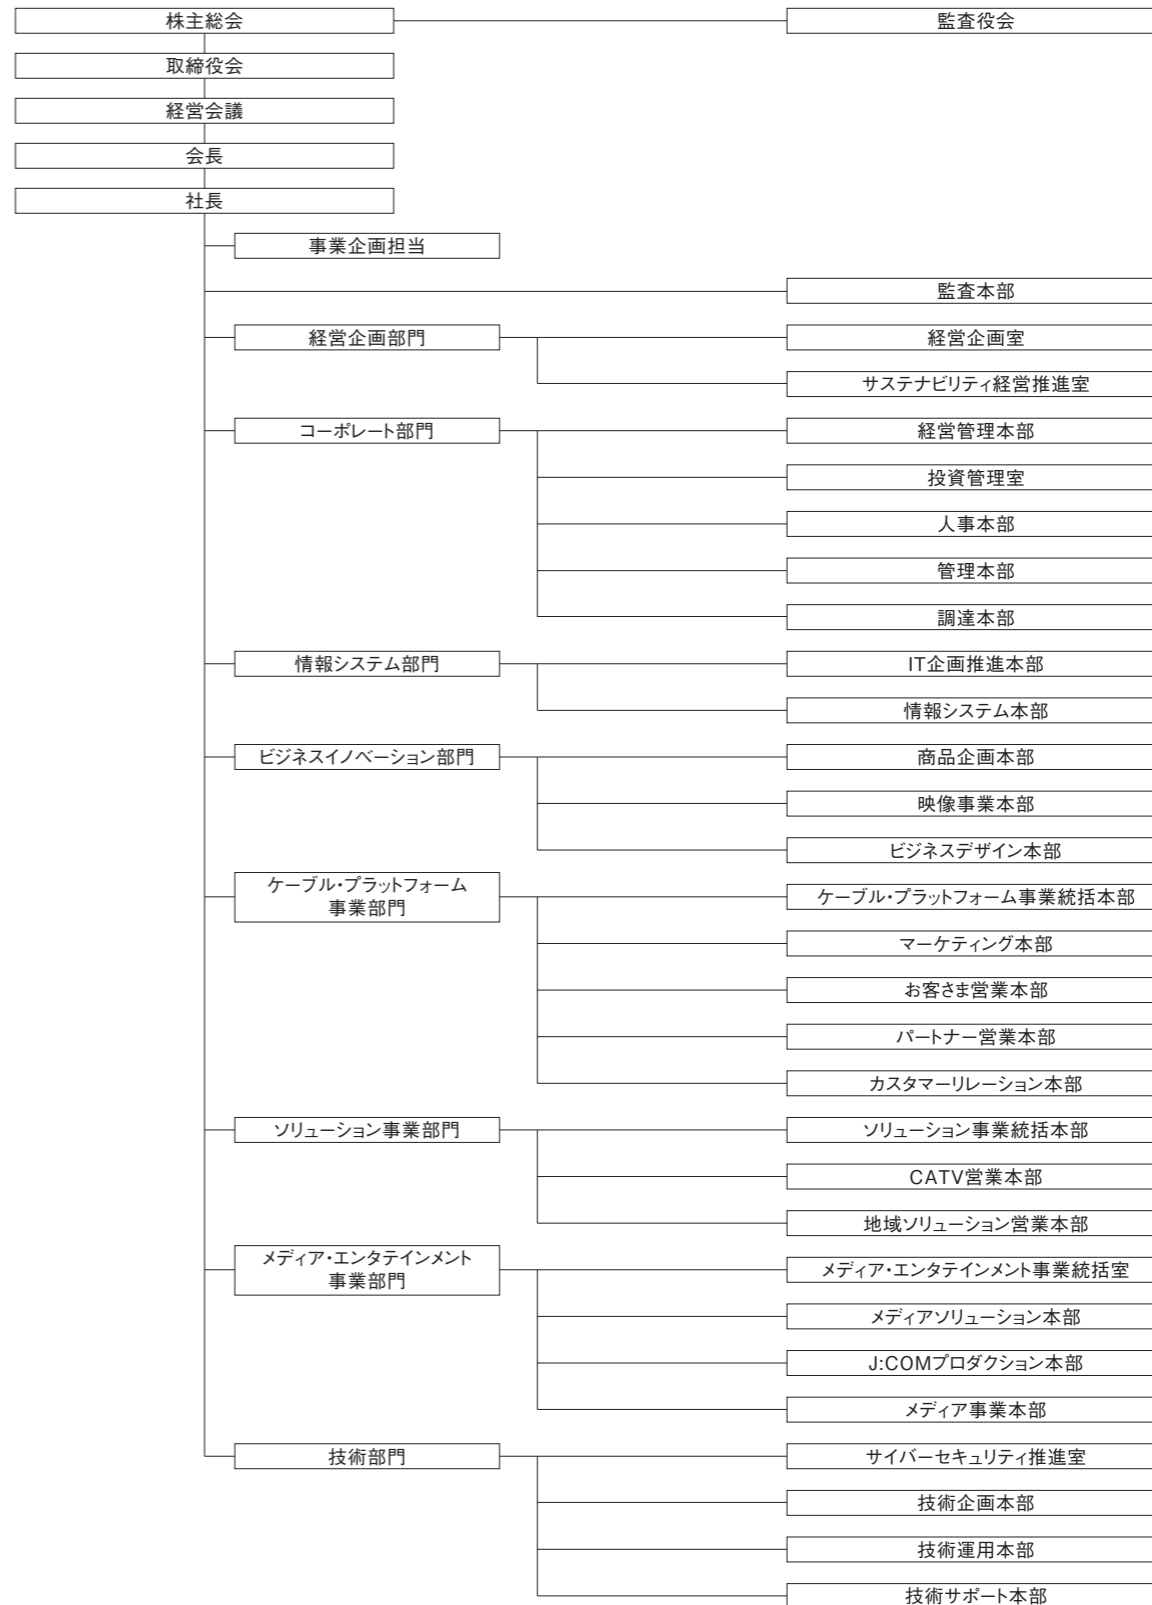 株主総会
監査役会
取締役会
経営会議
会長
社長
事業企画担当
監査本部
経営企画部門
経営企画室
サステナビリティ経営推進室
コーポレート部門
経営管理本部
投資管理室
人事本部
管理本部
調達本部
情報システム部門
IT企画推進本部
情報システム本部
ビジネスイノベーション部門
商品企画本部
映像事業本部
ビジネスデザイン本部
ケーブル・プラットフォーム
事業部門
ケーブル・プラットフォーム事業統括本部
マーケティング本部
お客さま営業本部
パートナー営業本部
カスタマーリレーション本部
ソリューション事業部門
ソリューション事業統括本部
CATV営業本部
地域ソリューション営業本部
メディア・エンタテインメント
事業部門
メディア・エンタテインメント事業統括室
メディアソリューション本部
J:COMプロダクション本部
メディア事業本部
技術部門
サイバーセキュリティ推進室
技術企画本部
技術運用本部
技術サポート本部